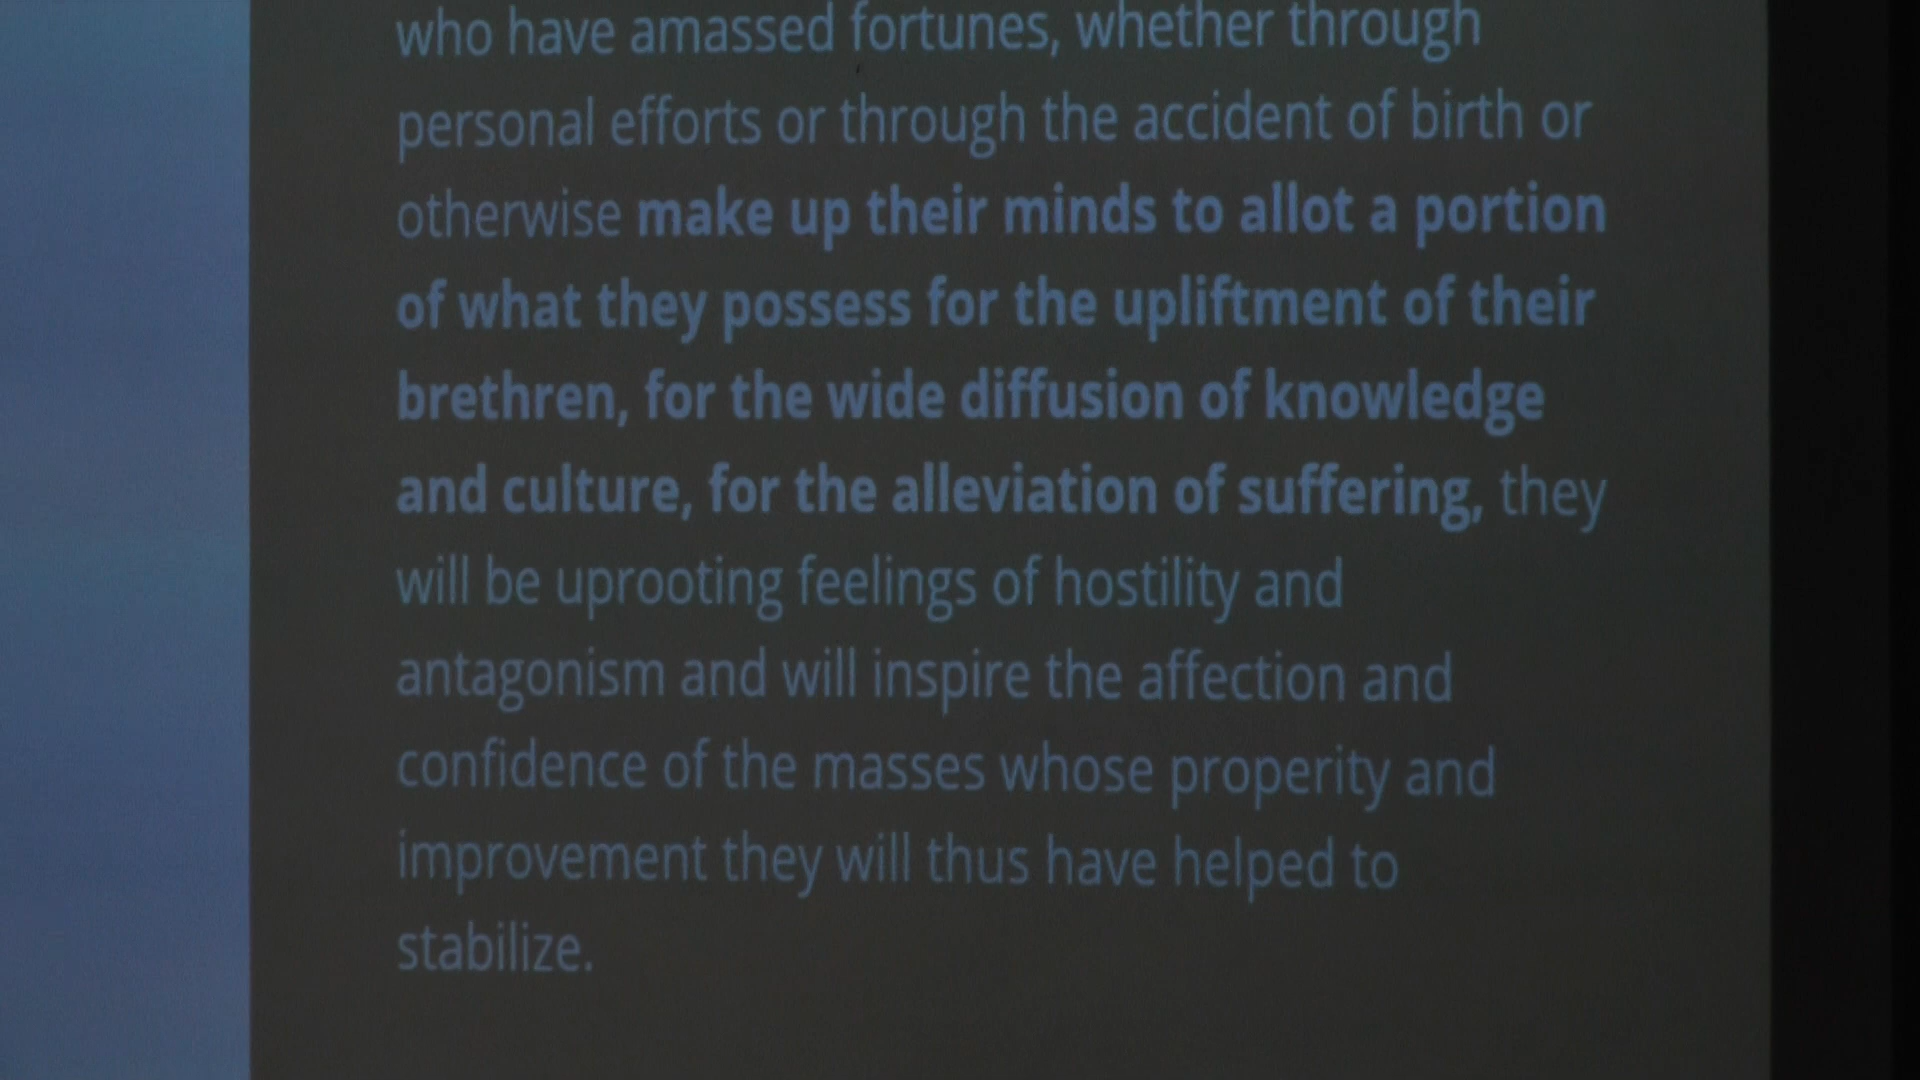 who have amassed fortunes, whether through
personal efforts or through the accident of birth or
otherwise make up their minds to allot a portion
of what they possess for the upliftment of their
brethren, for the wide diffusion of knowledge
and culture, for the alleviation of suffering, they
will be uprooting feelings of hostility and
antagonism and will inspire the affection and
confidence of the masses whose properity and
improvement they will thus have helped to
stabilize.